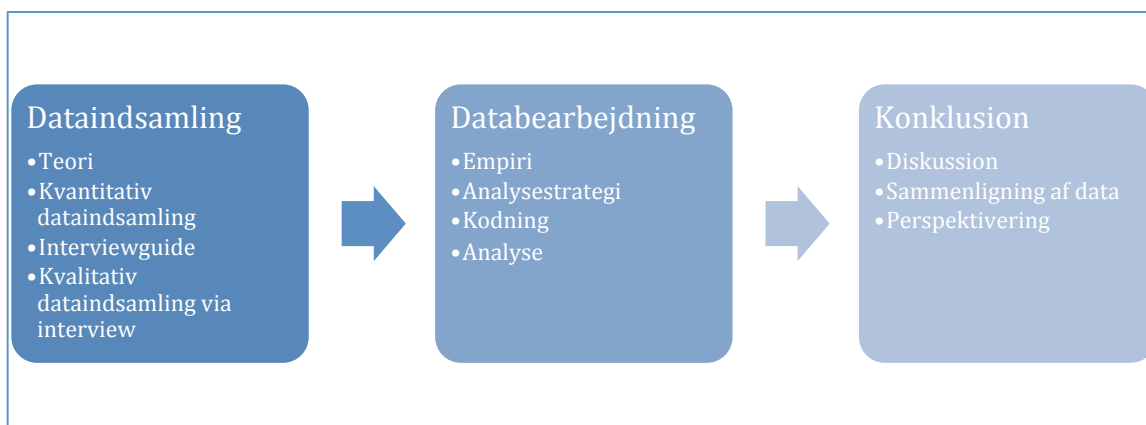 Dataindsamling
•Teori
•Kvantitativ
dataindsamling
•Interviewguide
•Kvalitativ
dataindsamling via
interview
Databearbejdning
•Empiri
•Analysestrategi
•Kodning
•Analyse
Konklusion
•Diskussion
•Sammenligning af data
•Perspektivering